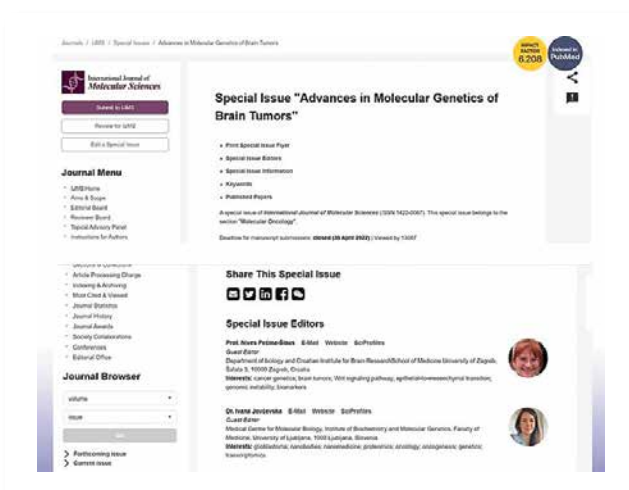 Journals / IJMS / Special Issues / Advances in Molecular Genetics of Brain Tumors
IMPACT
FACTOR
6.208
Indexed in
PubMed
International Journal of
Molecular Sciences
Submit to IJMS
Review for IJMS
Edit a Special Issue
Journal Menu
IJMS Home
Aims & Scope
Editorial Board
Reviewer Board
Topical Advisory Panel
Instructions for Authors
Special Issue "Advances in Molecular Genetics of
Brain Tumors"
Print Special Issue Flyer
Special Issue Editors
Special Issue Information
Keywords
Published Papers
A special issue of International Journal of Molecular Sciences (ISSN 1422-0067). This special issue belongs to the
section "Molecular Oncology".
Deadline for manuscript submissions: closed (20 April 2022) | Viewed by
Sections & Collections
Article Processing Charge
Indexing & Archiving
Most Cited & Viewed
Journal Statistics
Journal History
Journal Awards
Society Collaborations
Conferences
Editorial Office
Journal Browser
volume
issue
Forthcoming issue
Current issue
Share This Special Issue
Special Issue Editors
Prof. Nives Pećina-Šlaus E-Mail Website SciProfiles
Guest Editor
Department of Biology and Croatian Institute for Brain Research School of Medicine University of Zagreb,
Šalata 3, 10000 Zagreb, Croatia
Interests: cancer genetics; brain tumors; Wnt signaling pathway; epithelial-mesenchymal transition;
genomic instability; biomarkers
Dr. Ivana Jovčevska E-Mail Website SciProfiles
Guest Editor
Medical Centre for Molecular Biology, Institute of Biochemistry and Molecular Genetics, Faculty of
Medicine, University of Ljubljana, 1000 Ljubljana, Slovenia
Interests: glioblastoma; nanobodies; nanomedicine; proteomics; oncology; oncogenesis; genetics;
transcriptomics